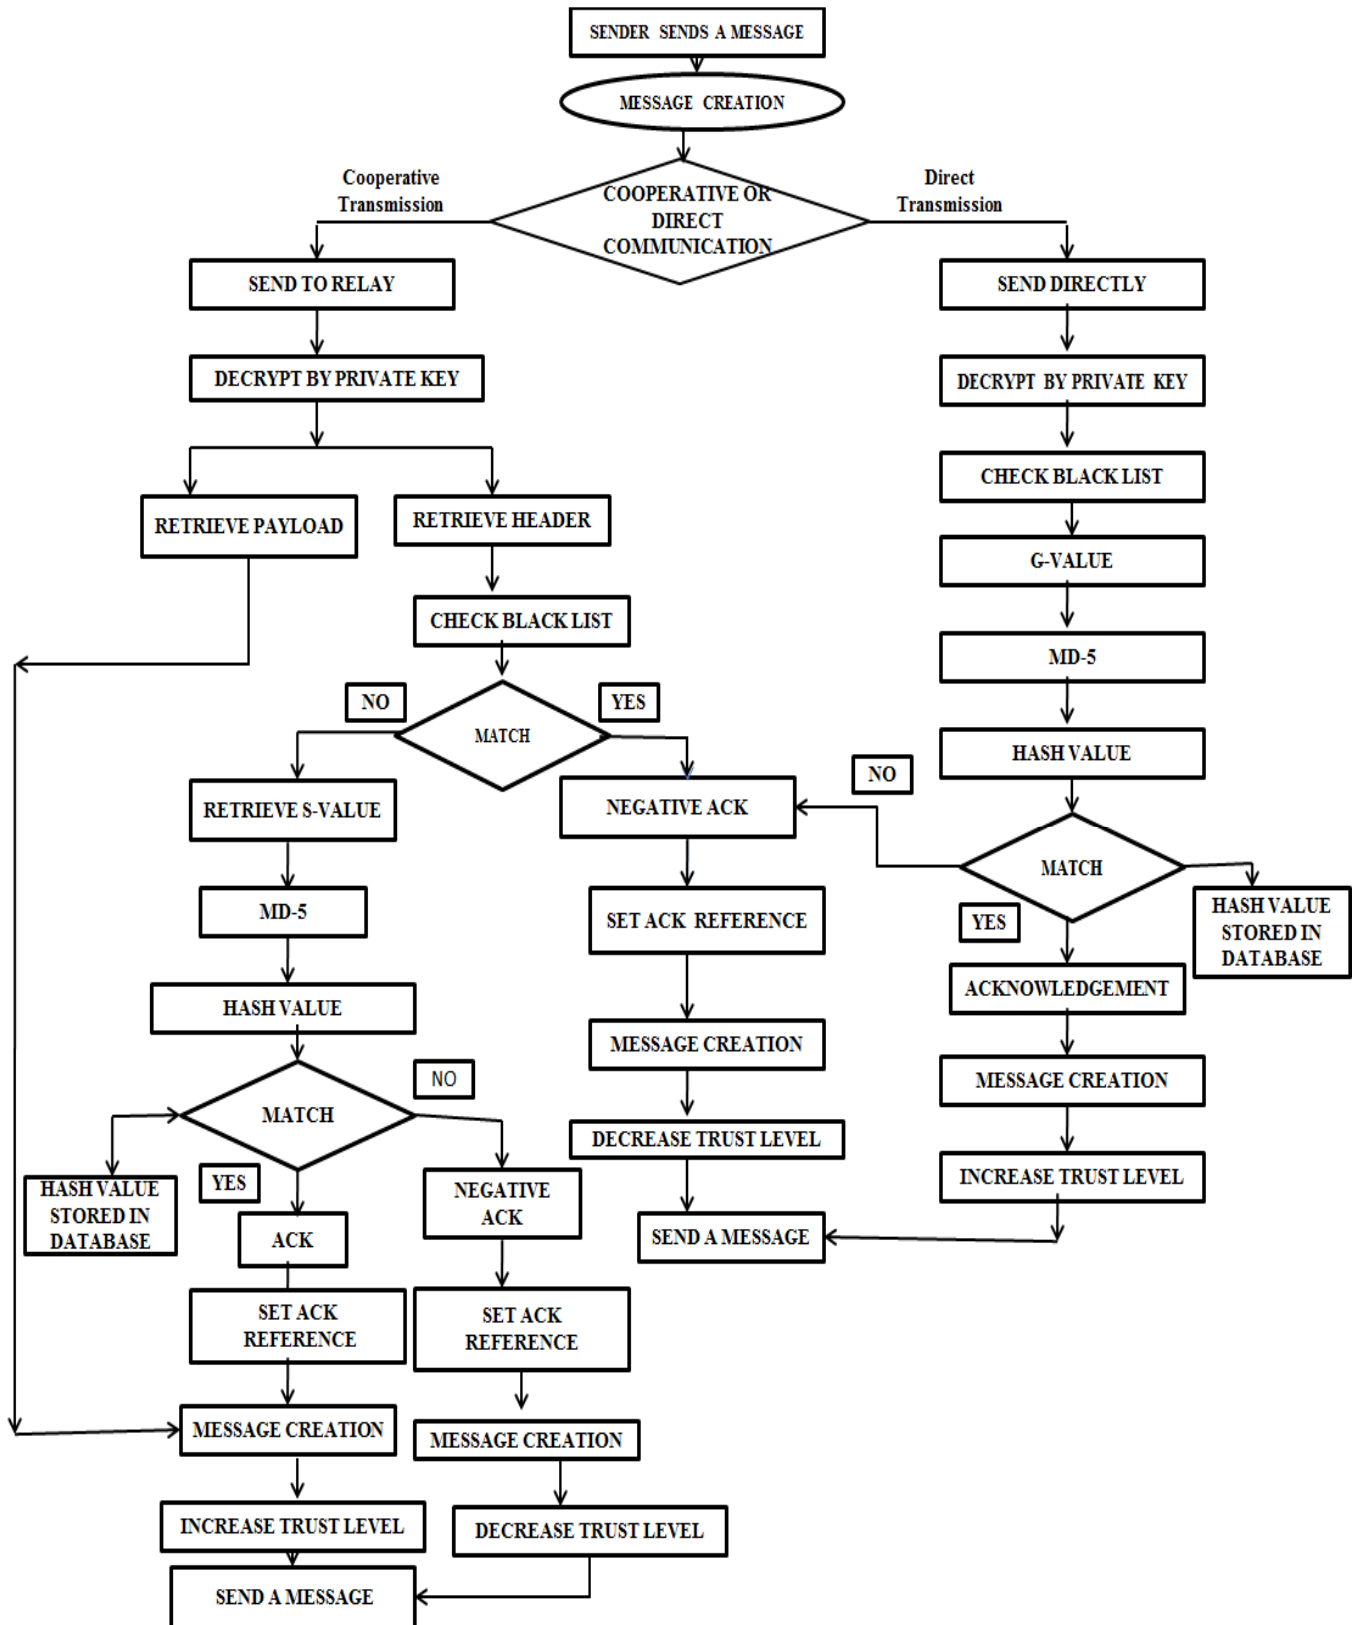 SENDER SENDS A MESSAGE
MESSAGE CREATION
Cooperative
Transmission
COOPERATIVE OR
DIRECT
COMMUNICATION
Direct
Transmission
SEND TO RELAY
SEND DIRECTLY
DECRYPT BY PRIVATE KEY
DECRYPT BY PRIVATE KEY
CHECK BLACK LIST
RETRIEVE PAYLOAD
RETRIEVE HEADER
G-VALUE
CHECK BLACK LIST
MD-5
NO
YES
MATCH
HASH VALUE
NO
RETRIEVE S-VALUE
NEGATIVE ACK
MATCH
MD-5
SET ACK REFERENCE
YES
HASH VALUE
STORED IN
DATABASE
ACKNOWLEDGEMENT
HASH VALUE
MESSAGE CREATION
MESSAGE CREATION
NO
MATCH
DECREASE TRUST LEVEL
INCREASE TRUST LEVEL
YES
HASH VALUE
STORED IN
DATABASE
NEGATIVE
ACK
ACK
SEND A MESSAGE
SET ACK
REFERENCE
SET ACK
REFERENCE
MESSAGE CREATION
MESSAGE CREATION
INCREASE TRUST LEVEL
DECREASE TRUST LEVEL
SEND A MESSAGE